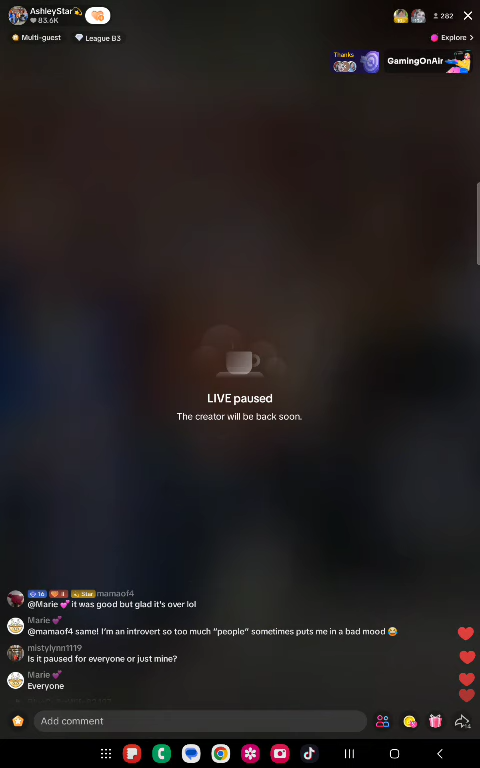 AshleyStar💫
83.6K
282
Multi-guest
League B3
Explore >
Thanks
GamingOnAir
LIVE paused
The creator will be back soon.
16 4 Star mamaof4
@Marie 💕 it was good but glad it's over lol
Marie 💕
@mamaof4 same! I'm an introvert so too much “people” sometimes puts me in a bad mood 😂
mistylynn1119
Is it paused for everyone or just mine?
Marie 💕
Everyone
Add comment
14